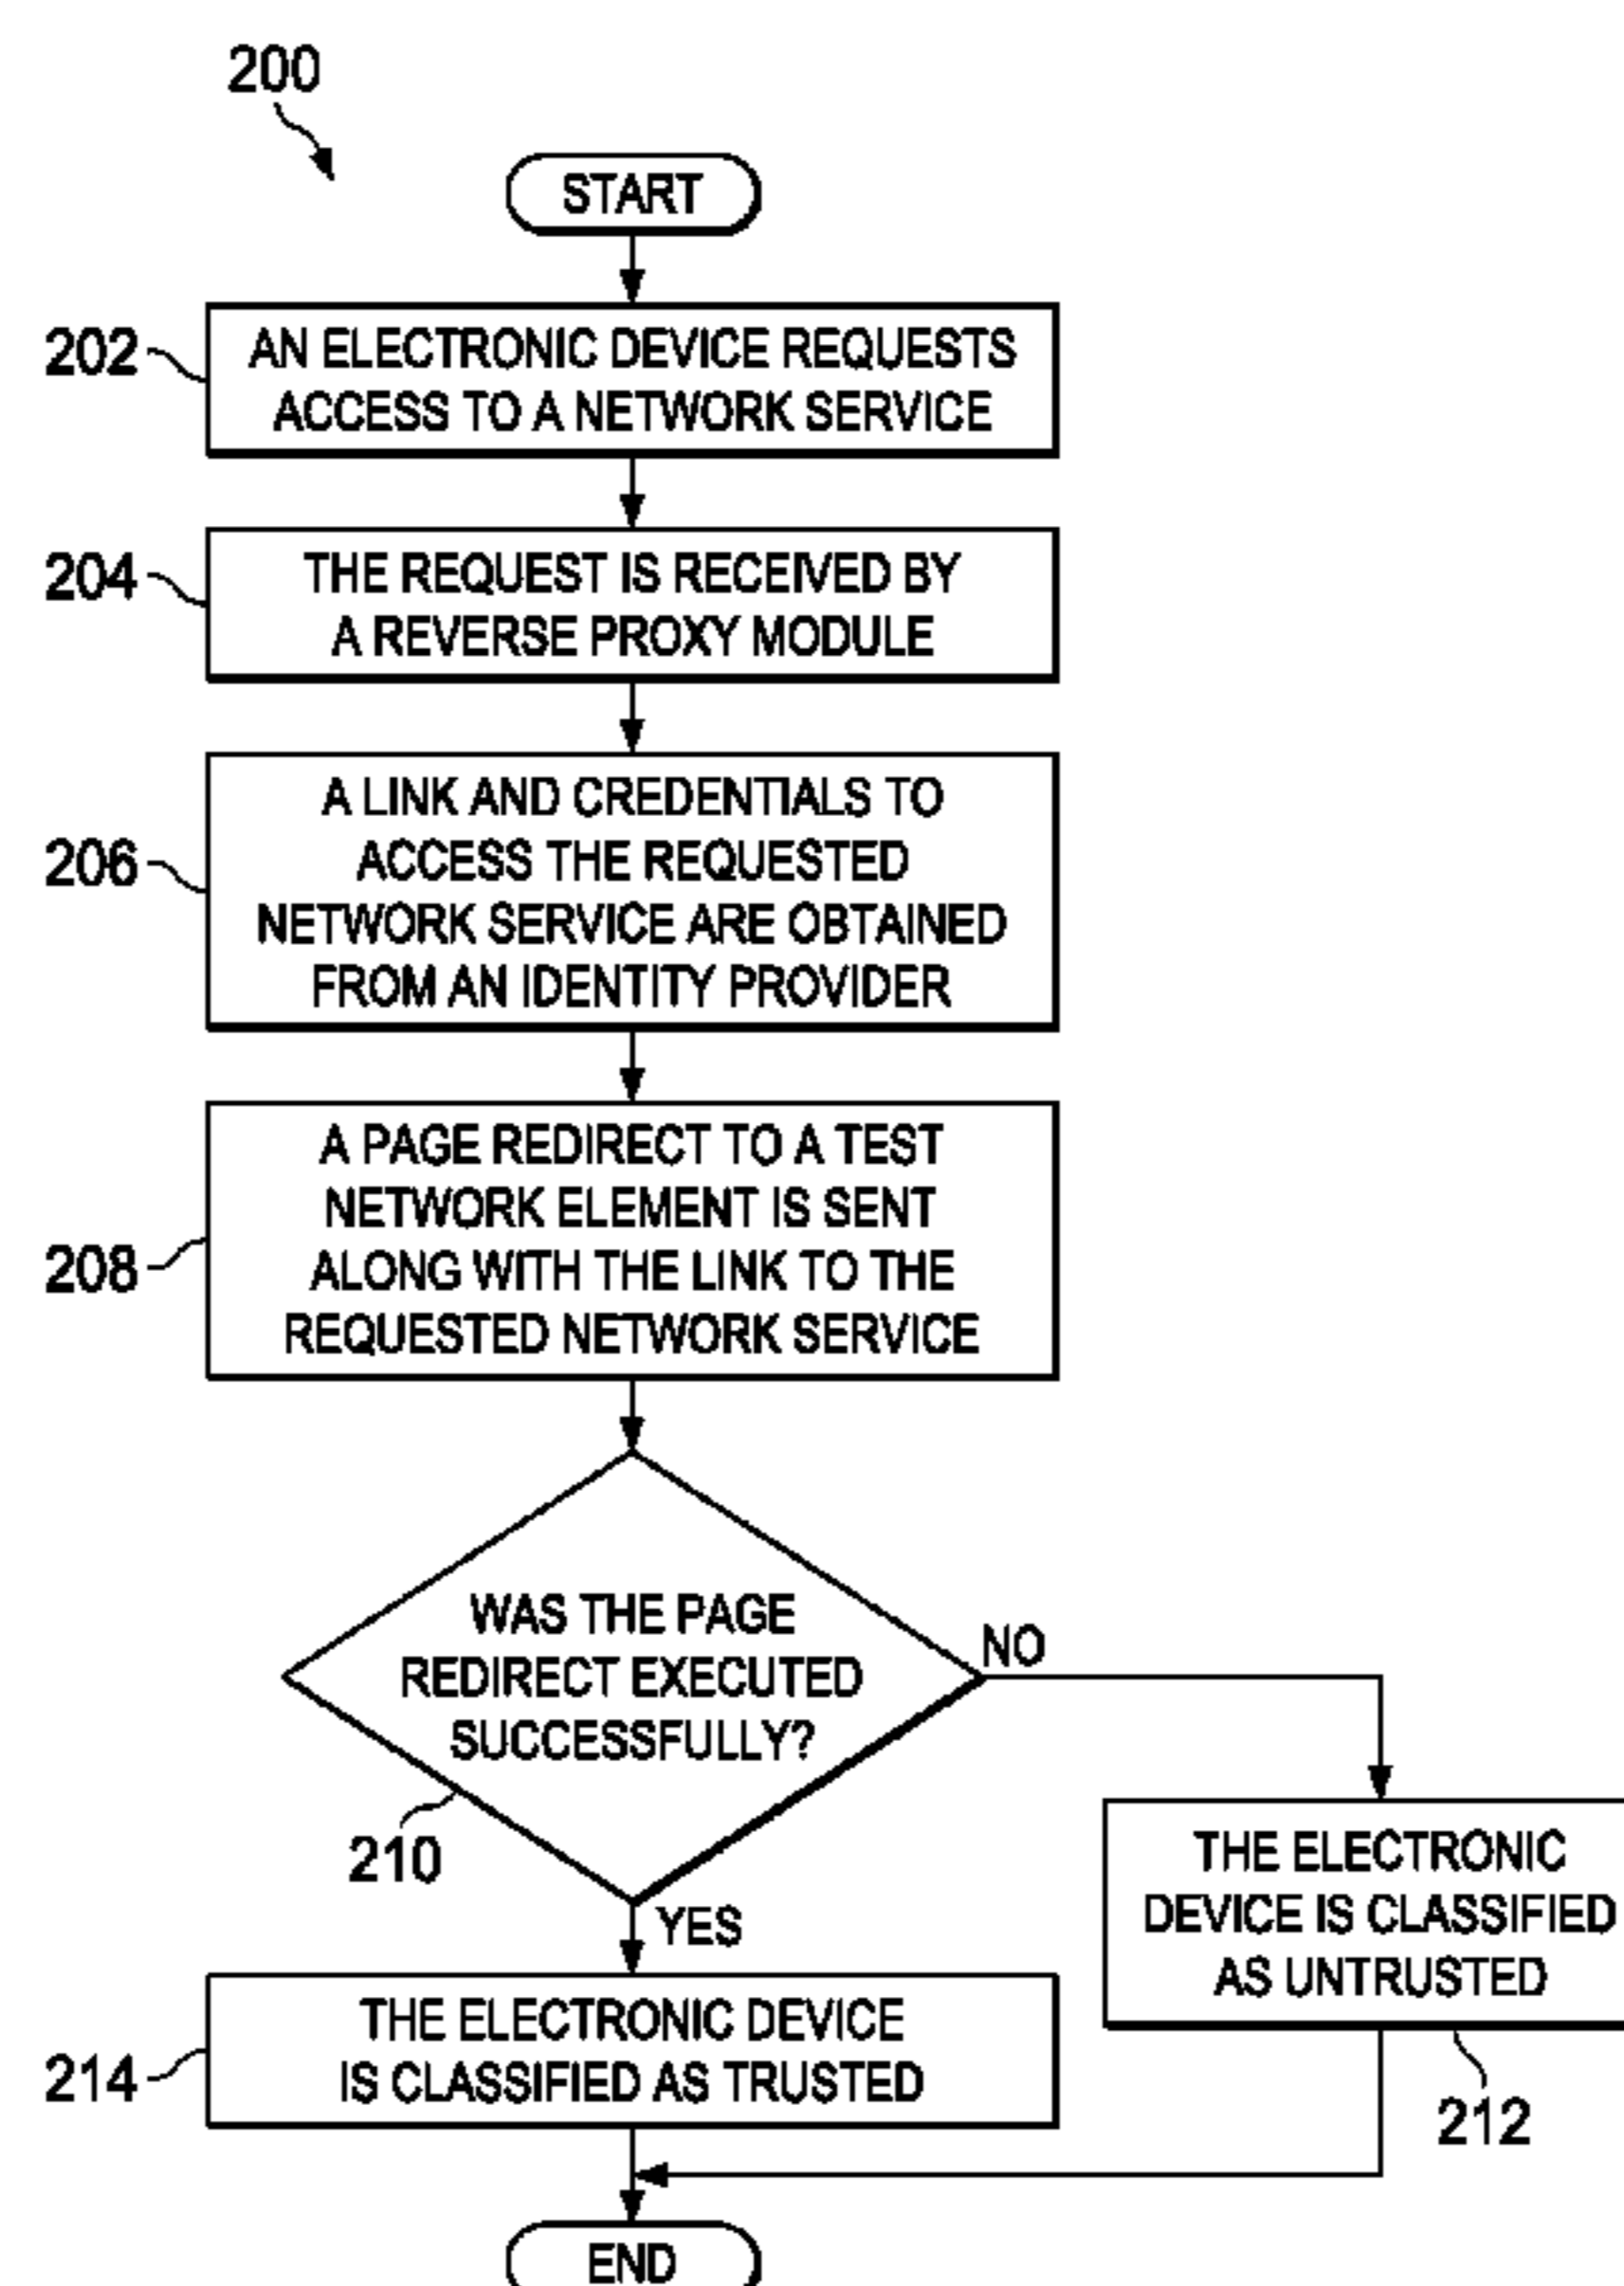 200
START
202
AN ELECTRONIC DEVICE REQUESTS
ACCESS TO A NETWORK SERVICE
204
THE REQUEST IS RECEIVED BY
A REVERSE PROXY MODULE
206
A LINK AND CREDENTIALS TO
ACCESS THE REQUESTED
NETWORK SERVICE ARE OBTAINED
FROM AN IDENTITY PROVIDER
208
A PAGE REDIRECT TO A TEST
NETWORK ELEMENT IS SENT
ALONG WITH THE LINK TO THE
REQUESTED NETWORK SERVICE
WAS THE PAGE
REDIRECT EXECUTED
SUCCESSFULLY?
210
NO
THE ELECTRONIC
DEVICE IS CLASSIFIED
AS UNTRUSTED
212
YES
214
THE ELECTRONIC DEVICE
IS CLASSIFIED AS TRUSTED
END